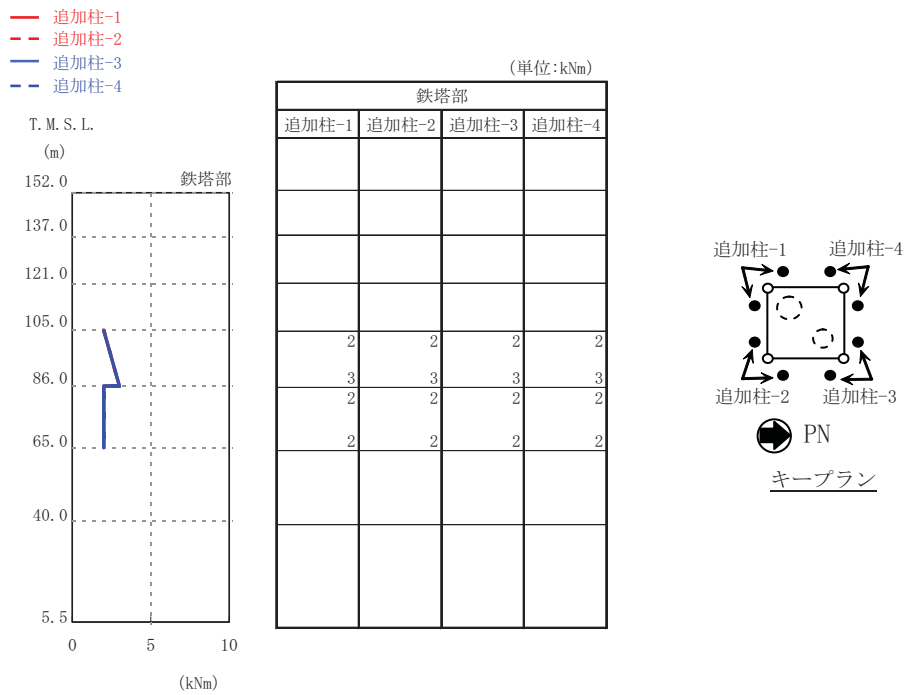 追加柱-1
追加柱-2
追加柱-3
追加柱-4
(単位:kNm)
鉄塔部
追加柱-1 追加柱-2 追加柱-3 追加柱-4
2 2 2 2
3 3 3 3
2 2 2 2
2 2 2 2
T.M.S.L.
(m)
鉄塔部
152.0
137.0
121.0
105.0
86.0
65.0
40.0
5.5
0 5 10
(kNm)
追加柱-1 追加柱-4
追加柱-2 追加柱-3
PN
キープラン